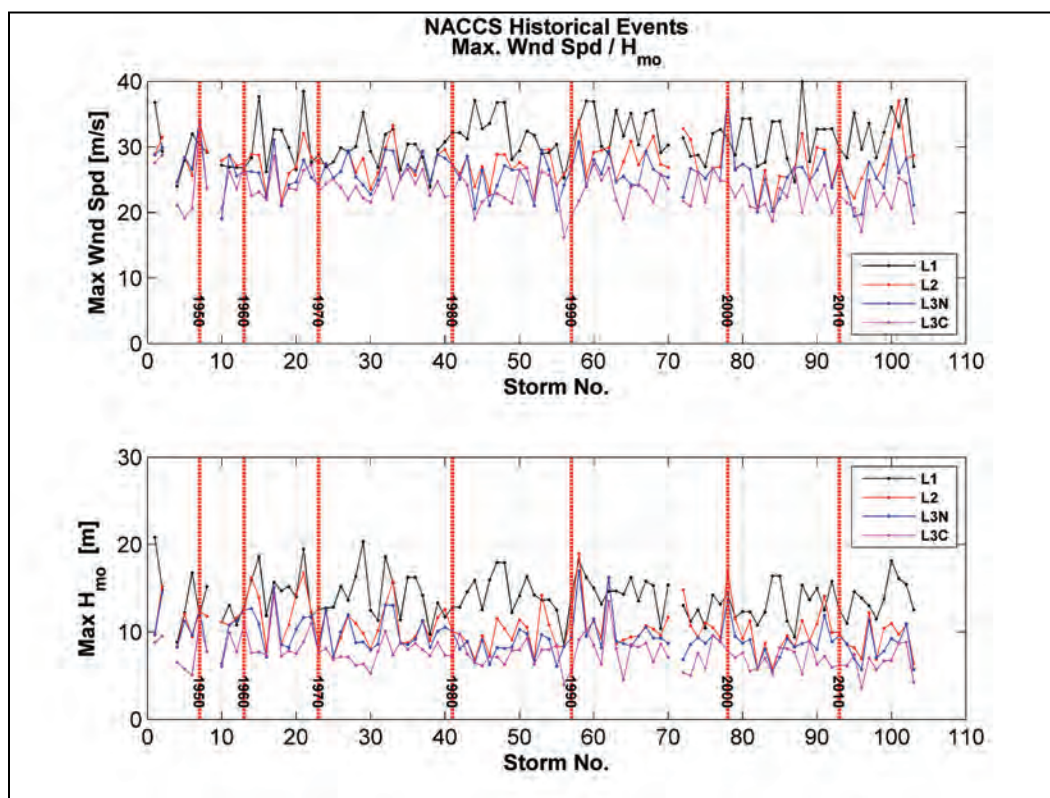 NACCS Historical Events
Max. Wnd Spd / Hmo
Max Wnd Spd [m/s]
40
30
20
10
0
1950
1960
1970
1980
1990
2000
2010
L1
L2
L3N
L3C
0 10 20 30 40 50 60 70 80 90 100 110
Storm No.
Max Hmo [m]
30
20
10
0
1950
1960
1970
1980
1990
2000
2010
L1
L2
L3N
L3C
0 10 20 30 40 50 60 70 80 90 100 110
Storm No.